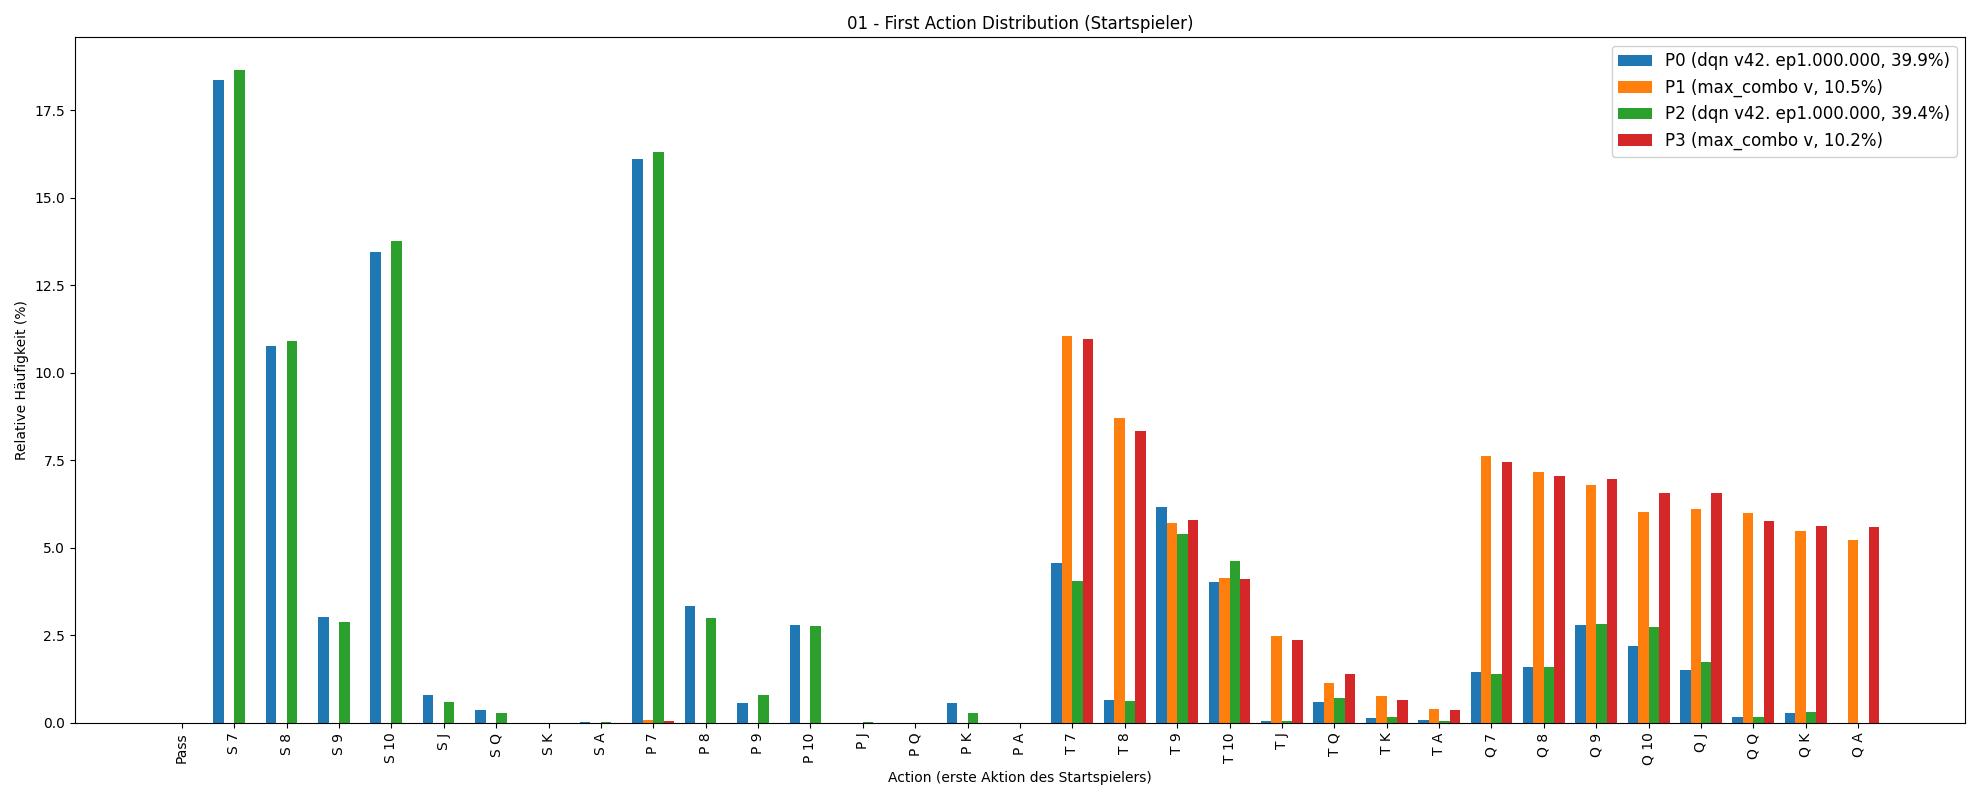 01 - First Action Distribution (Startspieler)
P0 (dqn v42. ep1.000.000, 39.9%)
P1 (max_combo v, 10.5%)
P2 (dqn v42. ep1.000.000, 39.4%)
P3 (max_combo v, 10.2%)
Relative Häufigkeit (%)
17.5
15.0
12.5
10.0
7.5
5.0
2.5
0.0
Pass
S 7
S 8
S 9
S 10
S J
S Q
S K
S A
P 7
P 8
P 9
P 10
P J
P Q
P K
P A
T 7
T 8
T 9
T 10
T J
T Q
T K
T A
Q 7
Q 8
Q 9
Q 10
Q J
Q Q
Q K
Q A
Action (erste Aktion des Startspielers)